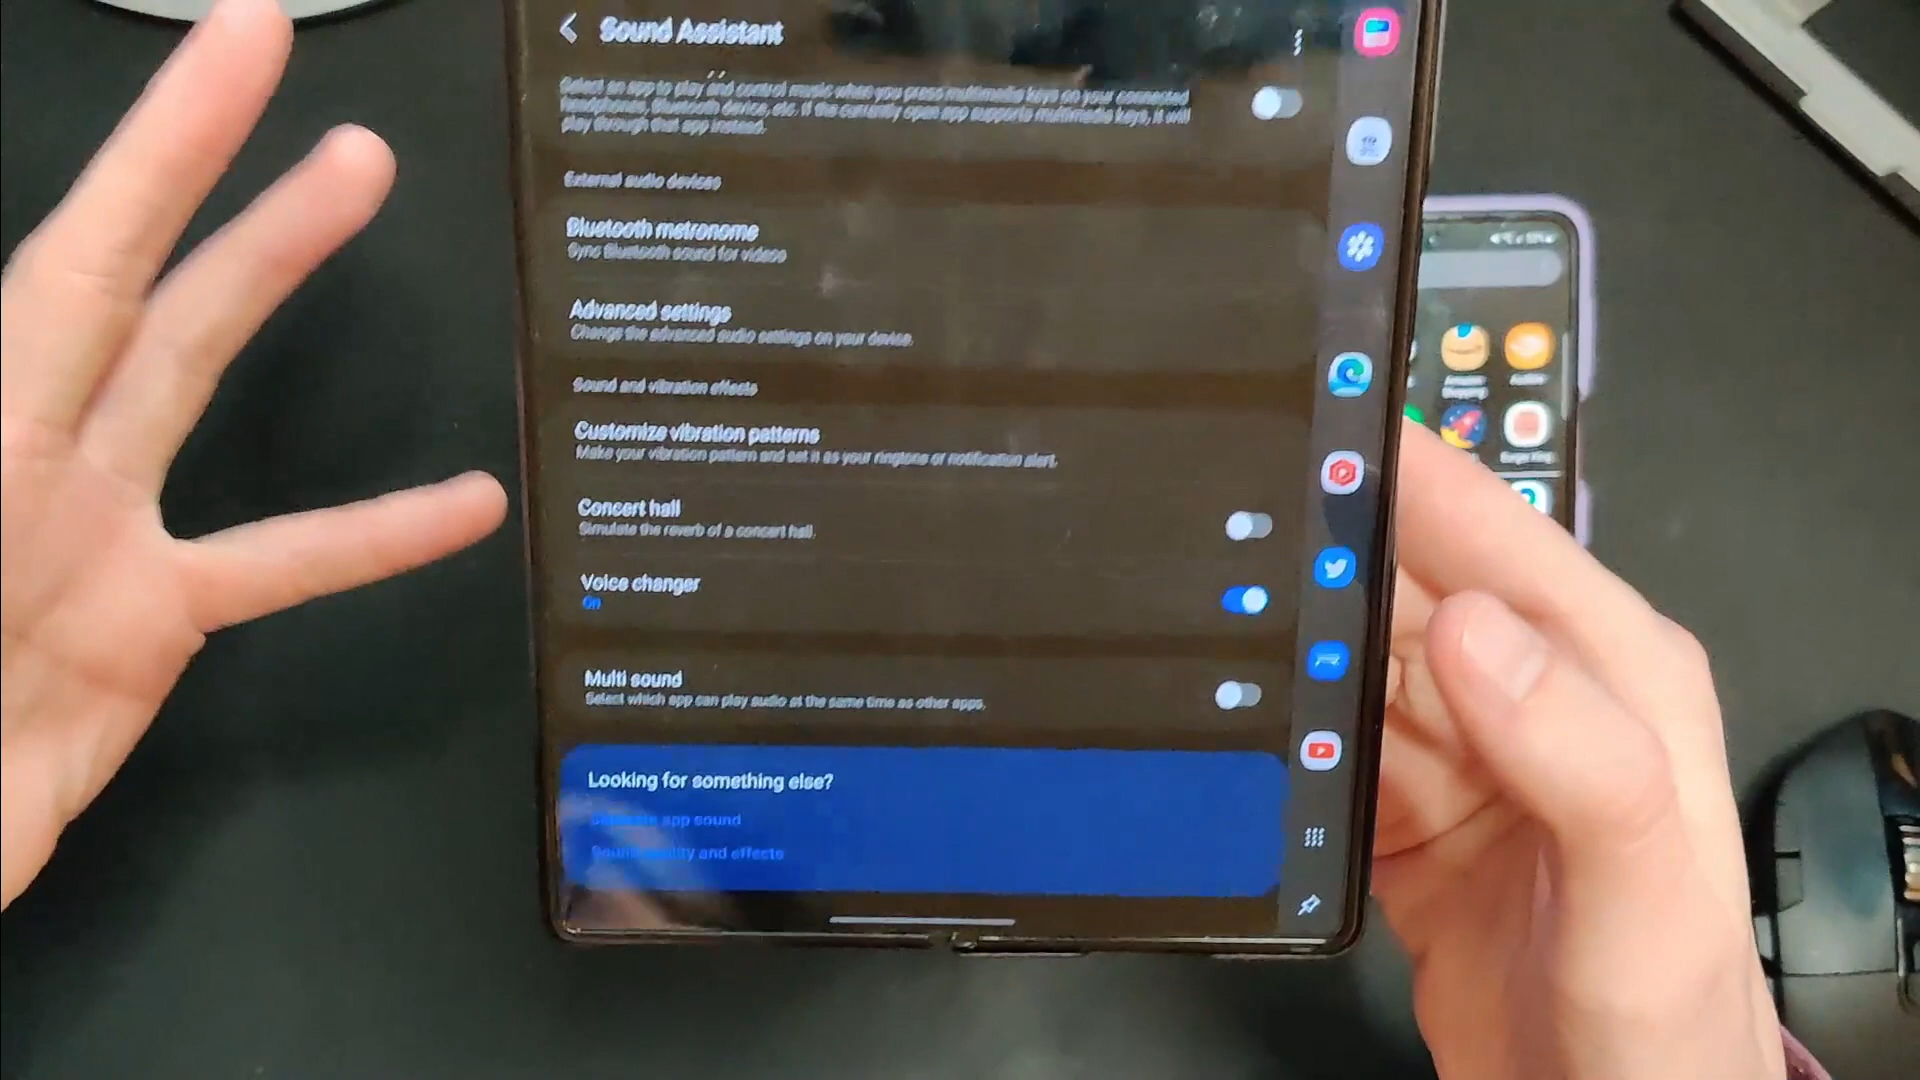 Sound Assistant
Select an app to play and control music when you press multimedia keys on your connected
headphones, Bluetooth device, etc. If the currently open app supports multimedia keys, it will
play through that app instead.
External audio devices
Bluetooth metronome
Sync Bluetooth sound for videos
Advanced settings
Change the advanced audio settings on your device.
Sound and vibration effects
Customize vibration patterns
Make your vibration pattern and set it as your ringtone or notification alert.
Concert hall
Simulate the reverb of a concert hall.
Voice changer
On
Multi sound
Select which app can play audio at the same time as other apps.
Looking for something else?
Separate app sound
Sound quality and effects